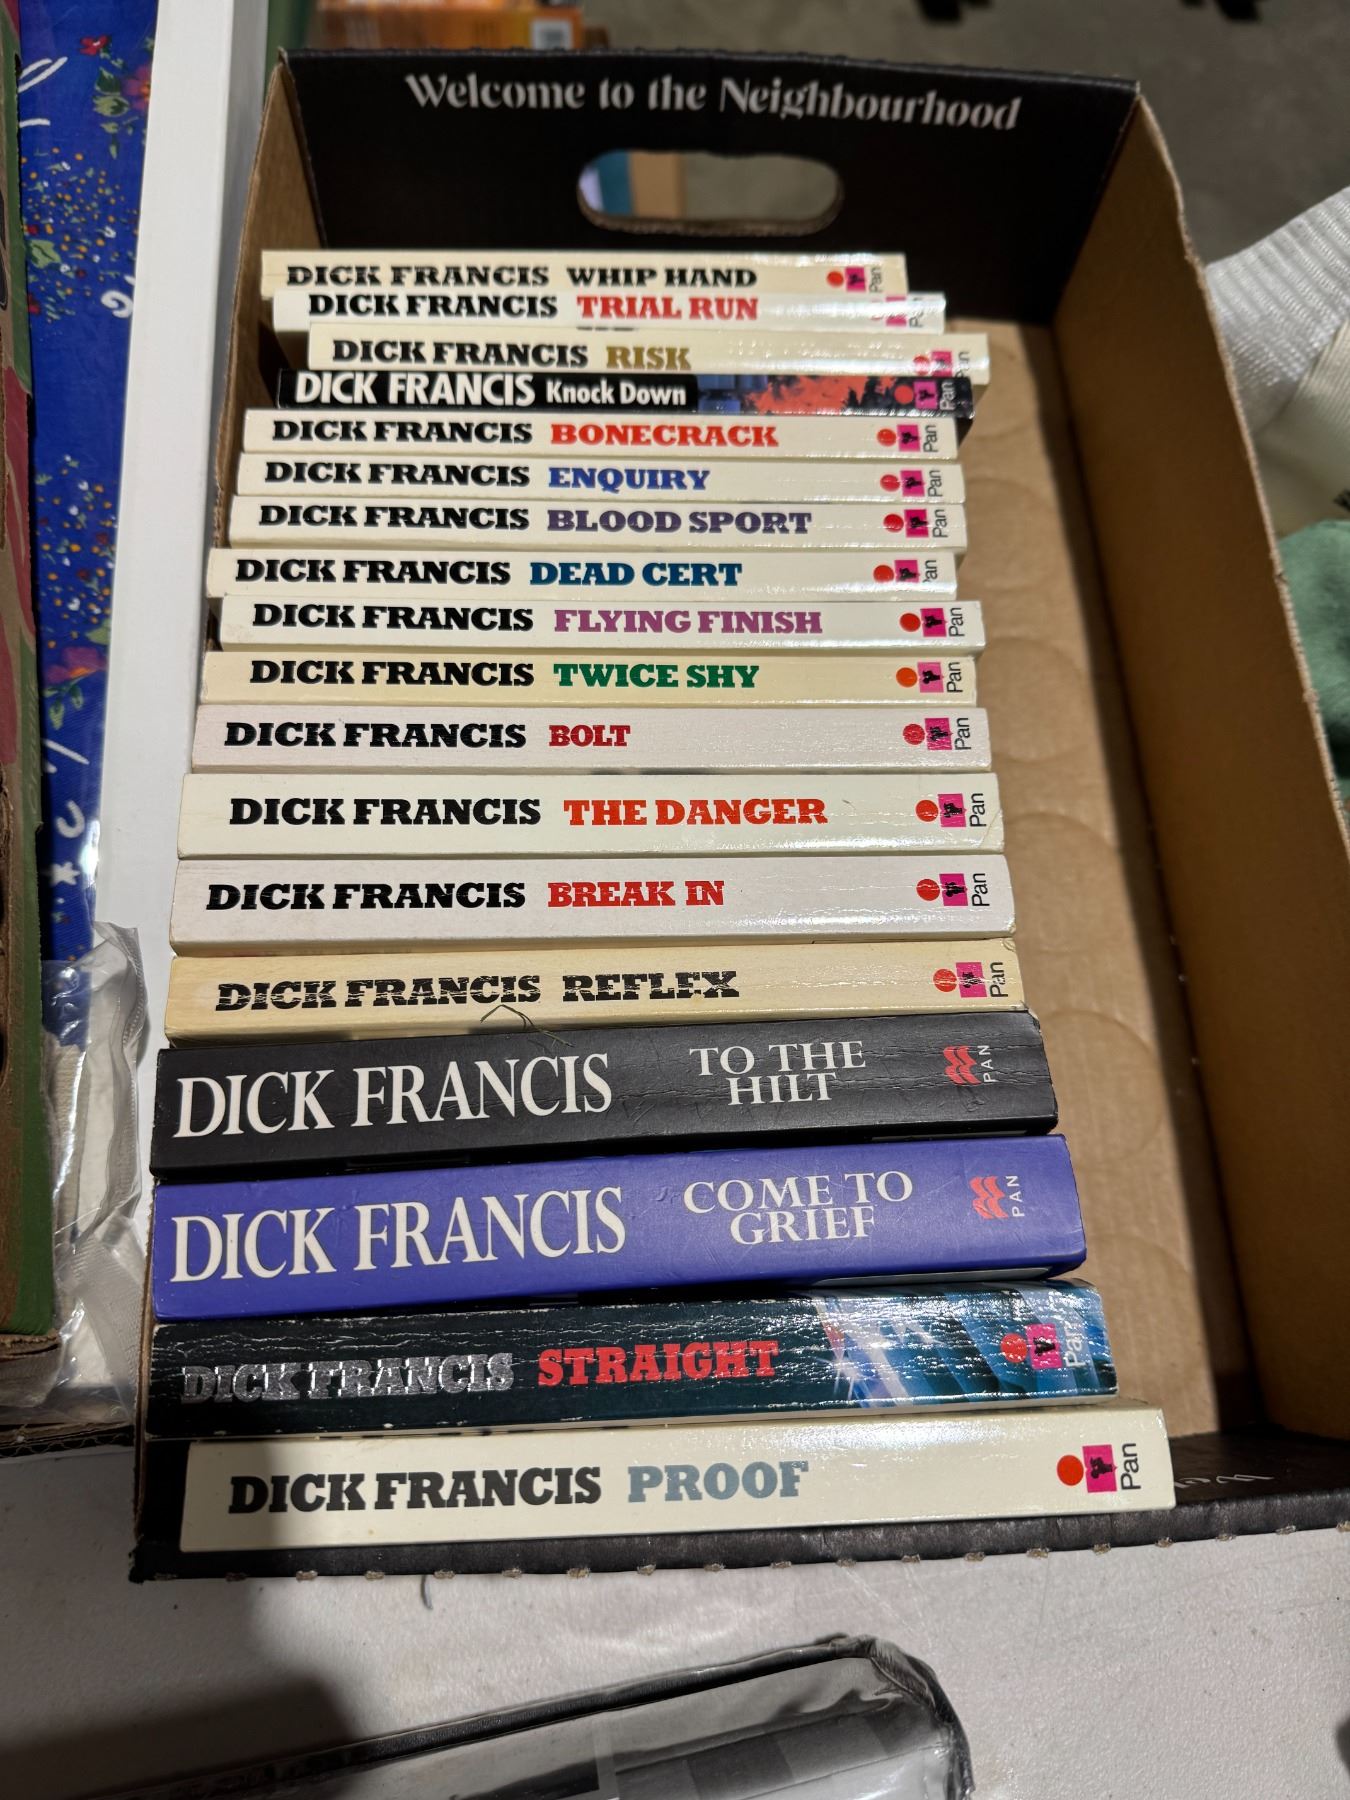 Welcome to the Neighbourhood
DICK FRANCIS WHIP HAND Pan
DICK FRANCIS TRIAL RUN Pan
DICK FRANCIS RISK Pan
DICK FRANCIS Knock Down Pan
DICK FRANCIS BONECRACK Pan
DICK FRANCIS ENQUIRY Pan
DICK FRANCIS BLOOD SPORT Pan
DICK FRANCIS DEAD CERT Pan
DICK FRANCIS FLYING FINISH Pan
DICK FRANCIS TWICE SHY Pan
DICK FRANCIS BOLT Pan
DICK FRANCIS THE DANGER Pan
DICK FRANCIS BREAK IN Pan
DICK FRANCIS REFLEX Pan
DICK FRANCIS TO THE HILT PAN
DICK FRANCIS COME TO GRIEF PAN
DICK FRANCIS STRAIGHT Pan
DICK FRANCIS PROOF Pan